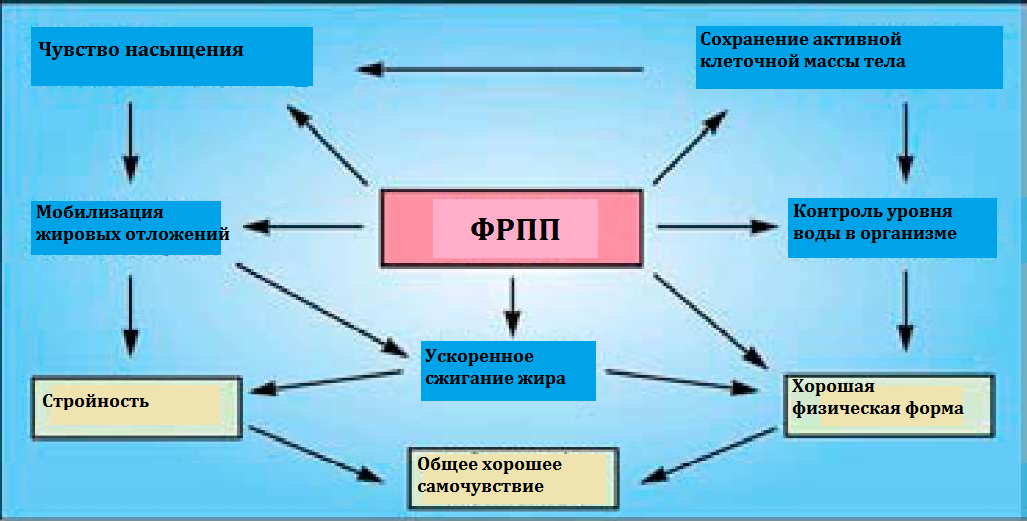 Чувство насыщения
Сохранение активной
клеточной массы тела
Мобилизация
жировых отложений
ФРПП
Контроль уровня
воды в организме
Ускоренное
сжигание жира
Стройность
Хорошая
физическая форма
Общее хорошее
самочувствие